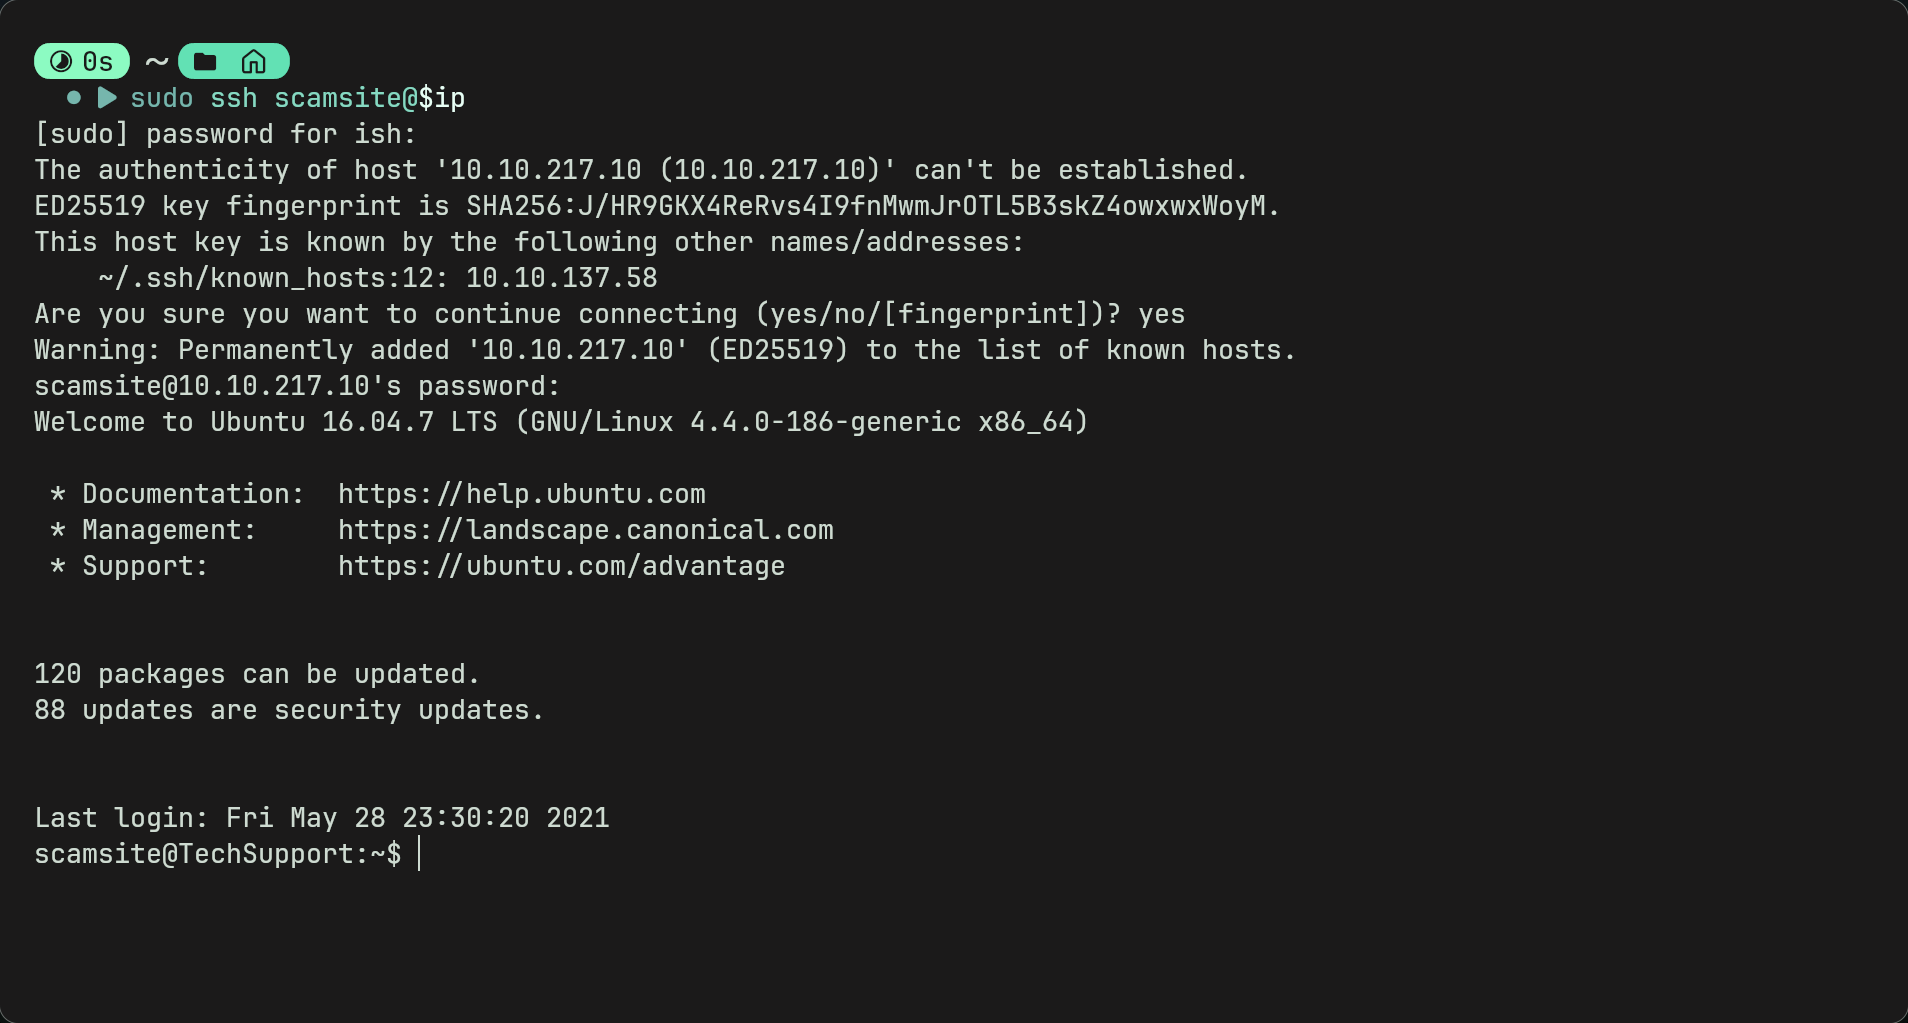 0s ~
sudo ssh scamsite@$ip
[sudo] password for ish:
The authenticity of host '10.10.217.10 (10.10.217.10)' can't be established.
ED25519 key fingerprint is SHA256:J/HR9GKX4ReRvs4I9fnMwmJrOTL5B3skZ4owxwxWoyM.
This host key is known by the following other names/addresses:
    ~/.ssh/known_hosts:12: 10.10.137.58
Are you sure you want to continue connecting (yes/no/[fingerprint])? yes
Warning: Permanently added '10.10.217.10' (ED25519) to the list of known hosts.
scamsite@10.10.217.10's password:
Welcome to Ubuntu 16.04.7 LTS (GNU/Linux 4.4.0-186-generic x86_64)

 * Documentation:  https://help.ubuntu.com
 * Management:     https://landscape.canonical.com
 * Support:        https://ubuntu.com/advantage

120 packages can be updated.
88 updates are security updates.

Last login: Fri May 28 23:30:20 2021
scamsite@TechSupport:~$